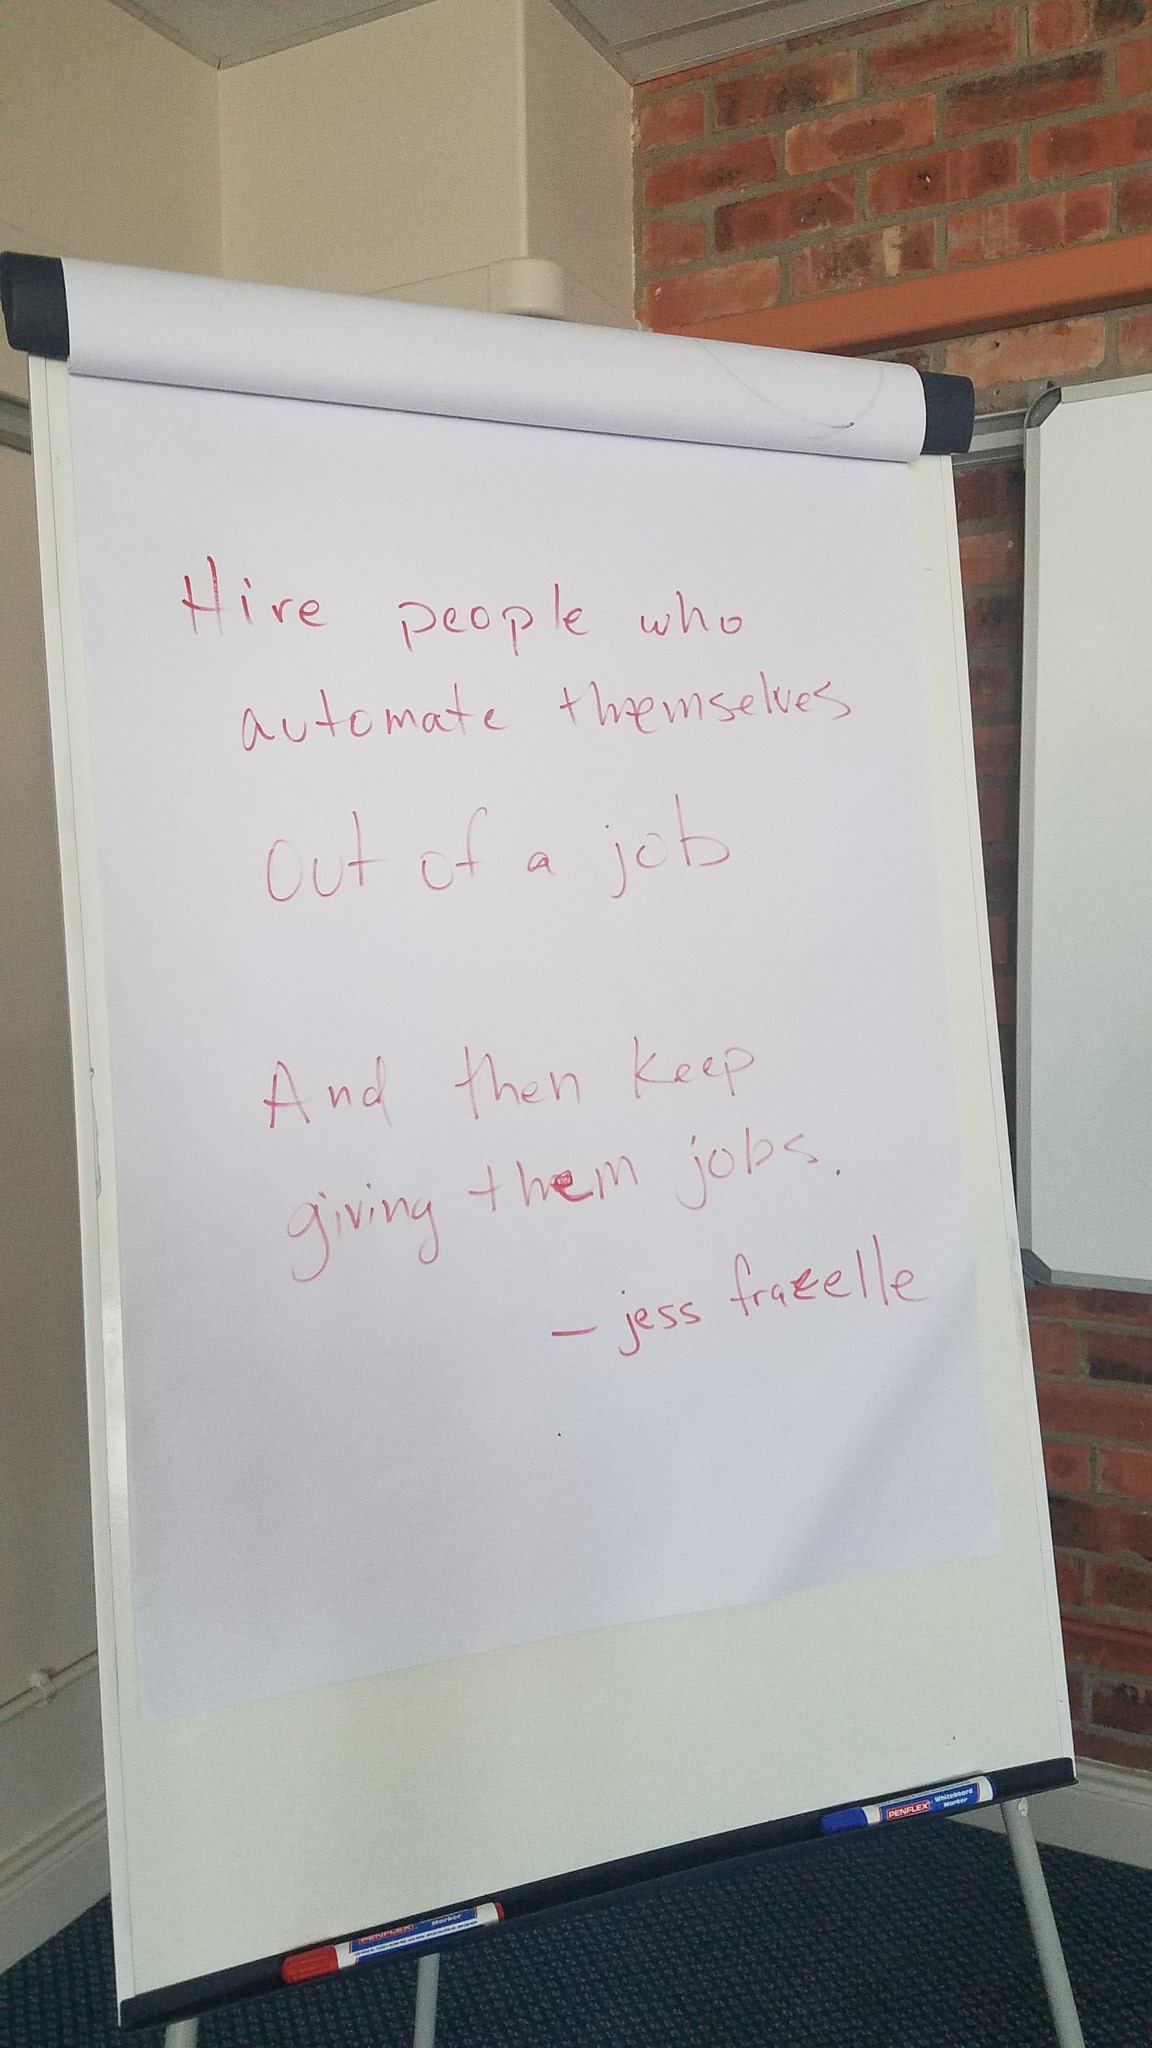 Hire people who
automate themselves
Out of a job
And then keep
giving them jobs.
– jess frazelle
PENFLEX Whiteboard
Marker
PENFLEX Marker